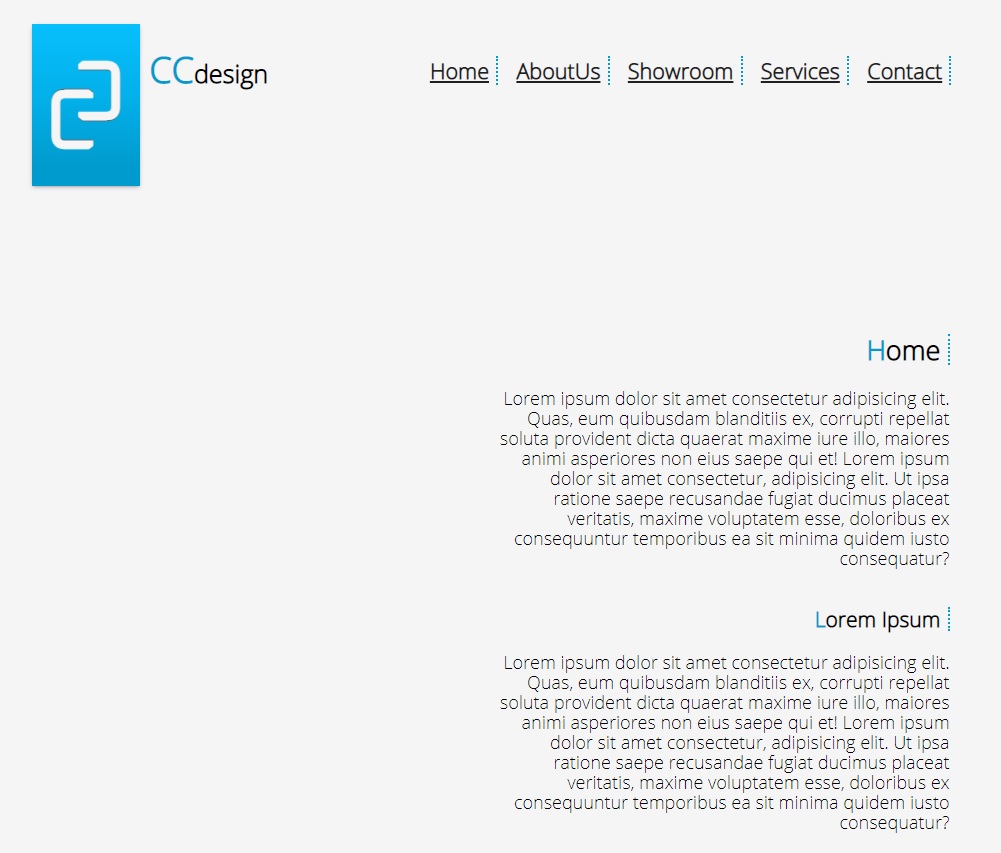 CCdesign
Home AboutUs Showroom Services Contact
Home
Lorem ipsum dolor sit amet consectetur adipisicing elit.
Quas, eum quibusdam blanditiis ex, corrupti repellat
soluta provident dicta quaerat maxime iure illo, maiores
animi asperiores non eius saepe qui et! Lorem ipsum
dolor sit amet consectetur, adipisicing elit. Ut ipsa
ratione saepe recusandae fugiat ducimus placeat
veritatis, maxime voluptatem esse, doloribus ex
consequuntur temporibus ea sit minima quidem iusto
consequatur?
Lorem Ipsum
Lorem ipsum dolor sit amet consectetur adipisicing elit.
Quas, eum quibusdam blanditiis ex, corrupti repellat
soluta provident dicta quaerat maxime iure illo, maiores
animi asperiores non eius saepe qui et! Lorem ipsum
dolor sit amet consectetur, adipisicing elit. Ut ipsa
ratione saepe recusandae fugiat ducimus placeat
veritatis, maxime voluptatem esse, doloribus ex
consequuntur temporibus ea sit minima quidem iusto
consequatur?